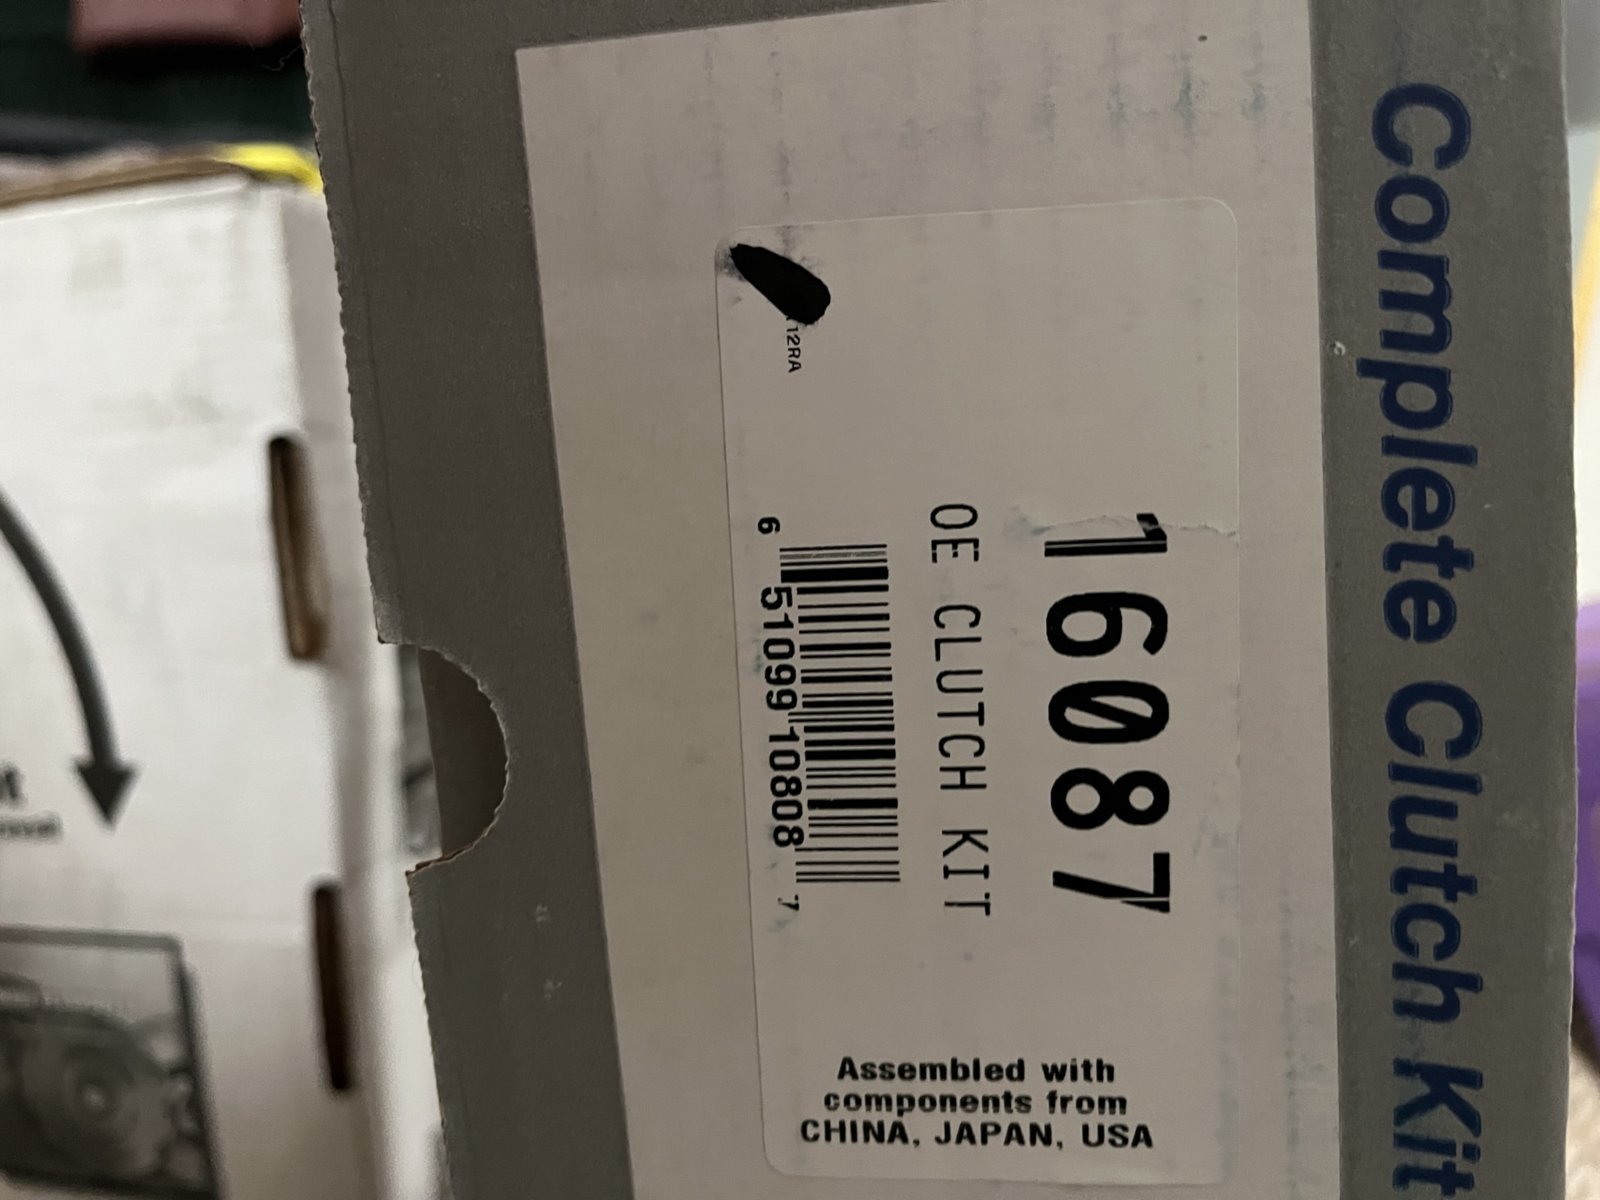 Complete Clutch Kit
16087
OE CLUTCH KIT
6 51099 10808 7
12RA
Assembled with
components from
CHINA, JAPAN, USA